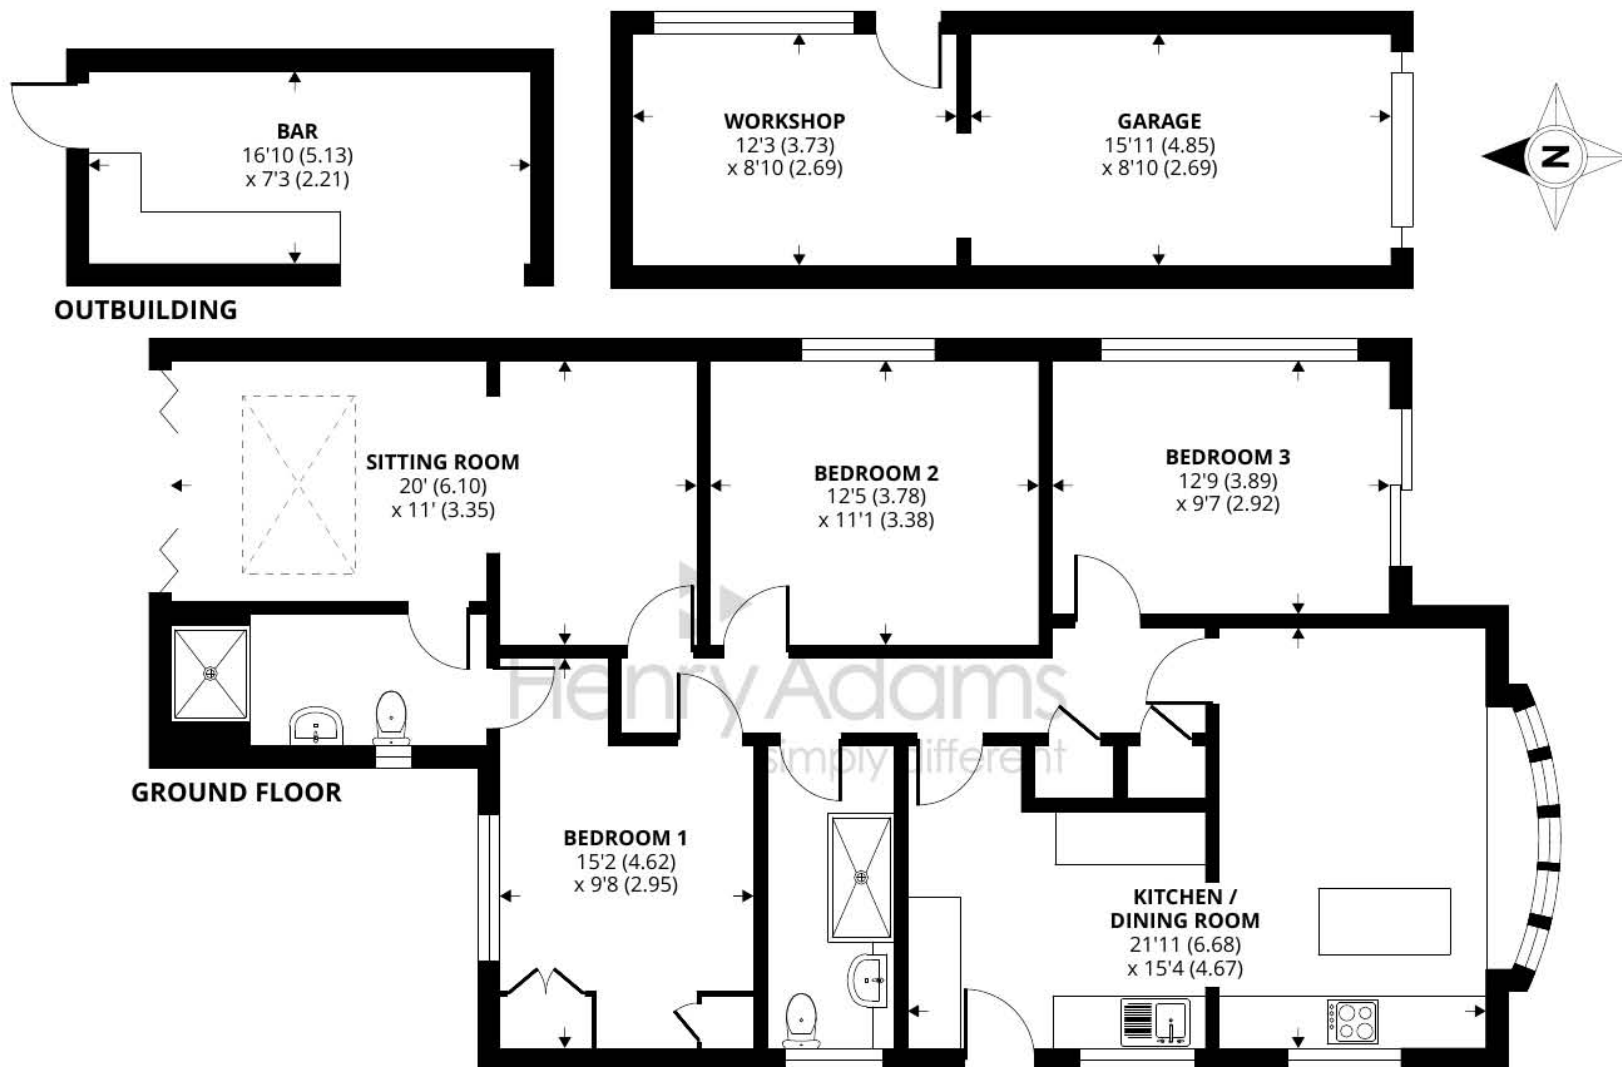 BAR
16'10 (5.13)
x 7'3 (2.21)
OUTBUILDING
WORKSHOP
12'3 (3.73)
x 8'10 (2.69)
GARAGE
15'11 (4.85)
x 8'10 (2.69)
N
SITTING ROOM
20' (6.10)
x 11' (3.35)
BEDROOM 2
12'5 (3.78)
x 11'1 (3.38)
BEDROOM 3
12'9 (3.89)
x 9'7 (2.92)
Henry Adams
simply different
GROUND FLOOR
BEDROOM 1
15'2 (4.62)
x 9'8 (2.95)
KITCHEN /
DINING ROOM
21'11 (6.68)
x 15'4 (4.67)